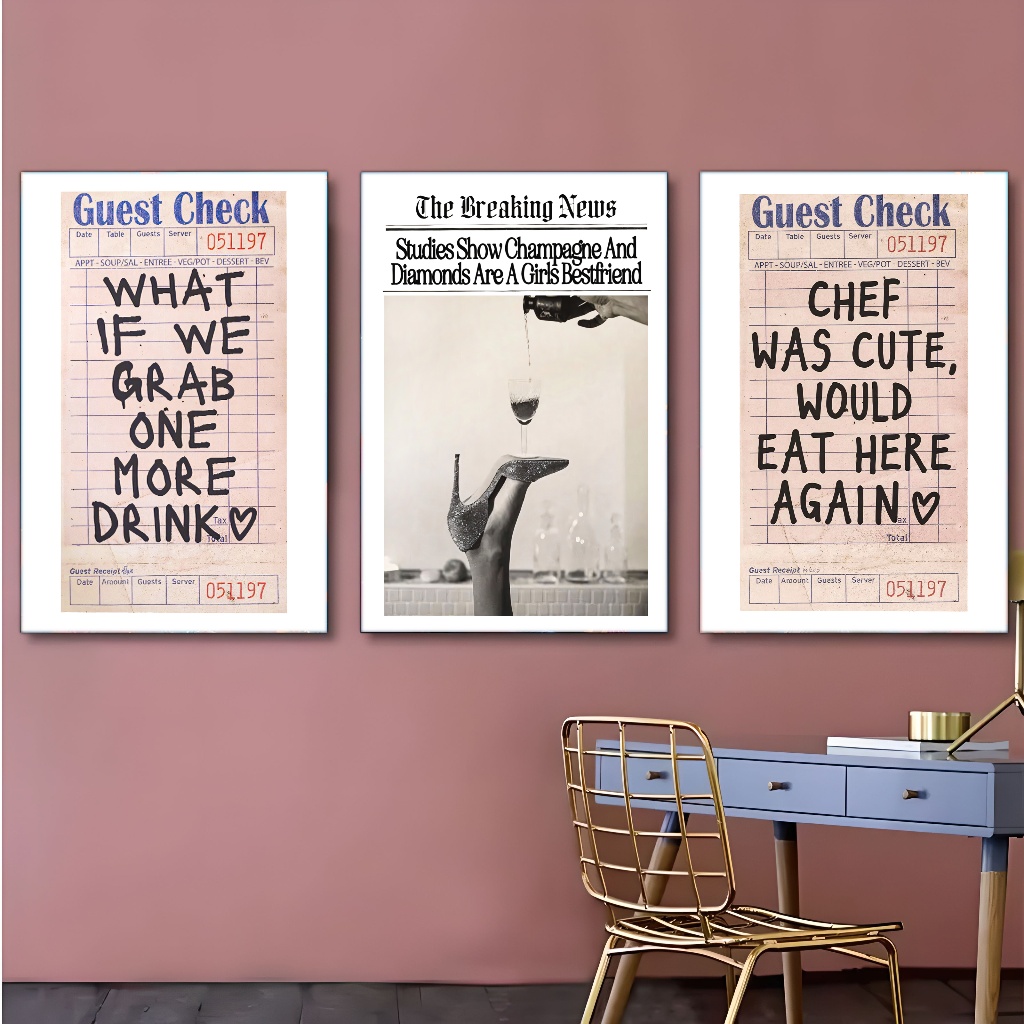 Guest Check
Date Table Guests Server 051197
APPT - SOUP/SAL - ENTREE - VEG/POT - DESSERT - BEV
WHAT
IF WE
GRAB
ONE
MORE
DRINK♡
Tax
Total
Guest Receipt
Date Amount Guests Server 051197
The Breaking News
Studies Show Champagne And
Diamonds Are A Girls Bestfriend
Guest Check
Date Table Guests Server 051197
APPT - SOUP/SAL - ENTREE - VEG/POT - DESSERT - BEV
CHEF
WAS CUTE,
WOULD
EAT HERE
AGAIN♡
Tax
Total
Guest Receipt
Date Amount Guests Server 051197